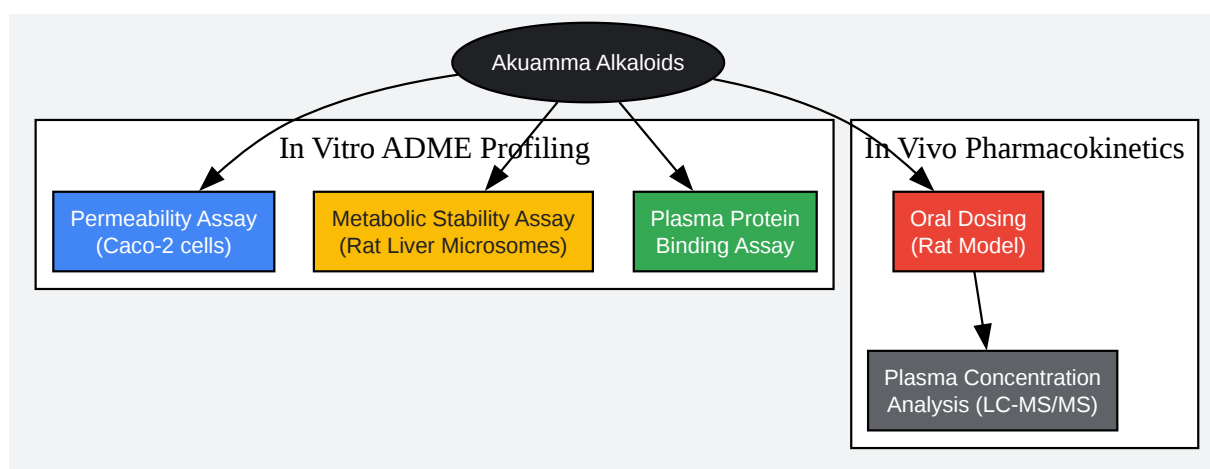 Akuamma Alkaloids
In Vitro ADME Profiling
In Vivo Pharmacokinetics
Permeability Assay
(Caco-2 cells)
Metabolic Stability Assay
(Rat Liver Microsomes)
Plasma Protein
Binding Assay
Oral Dosing
(Rat Model)
Plasma Concentration
Analysis (LC-MS/MS)